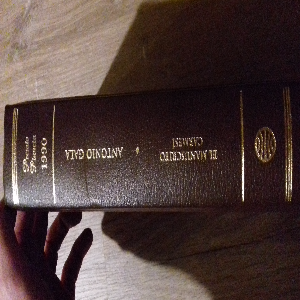 EL MANUSCRITO
CARMESÍ
ANTONIO GALA
Premio
Planeta
1990